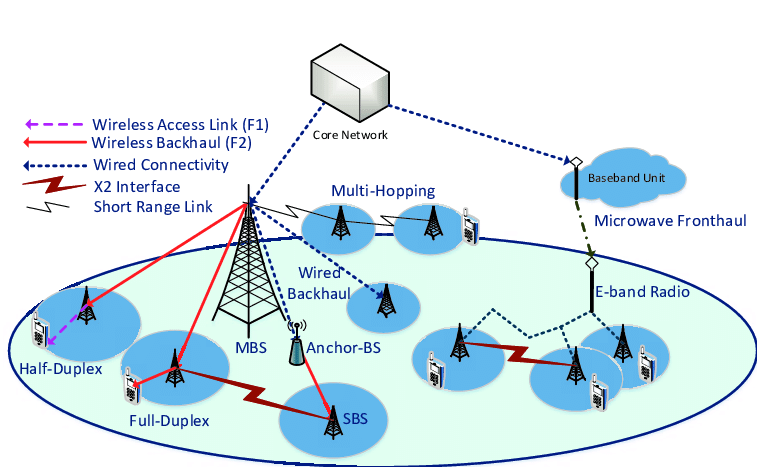 Core Network
Wireless Access Link (F1)
Wireless Backhaul (F2)
Wired Connectivity
X2 Interface
Short Range Link
Multi-Hopping
Baseband Unit
Microwave Fronthaul
Wired
Backhaul
E-band Radio
MBS
Anchor-BS
Half-Duplex
Full-Duplex
SBS